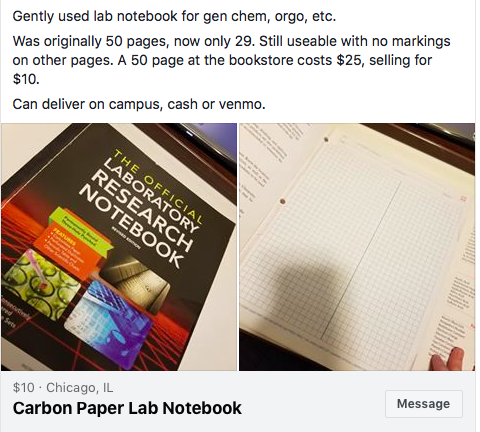 Gently used lab notebook for gen chem, orgo, etc.
Was originally 50 pages, now only 29. Still useable with no markings
on other pages. A 50 page at the bookstore costs $25, selling for
$10.
Can deliver on campus, cash or venmo.
THE OFFICIAL
LABORATORY
RESEARCH
NOTEBOOK
REVISED EDITION
FEATURES
$10 · Chicago, IL
Carbon Paper Lab Notebook
Message